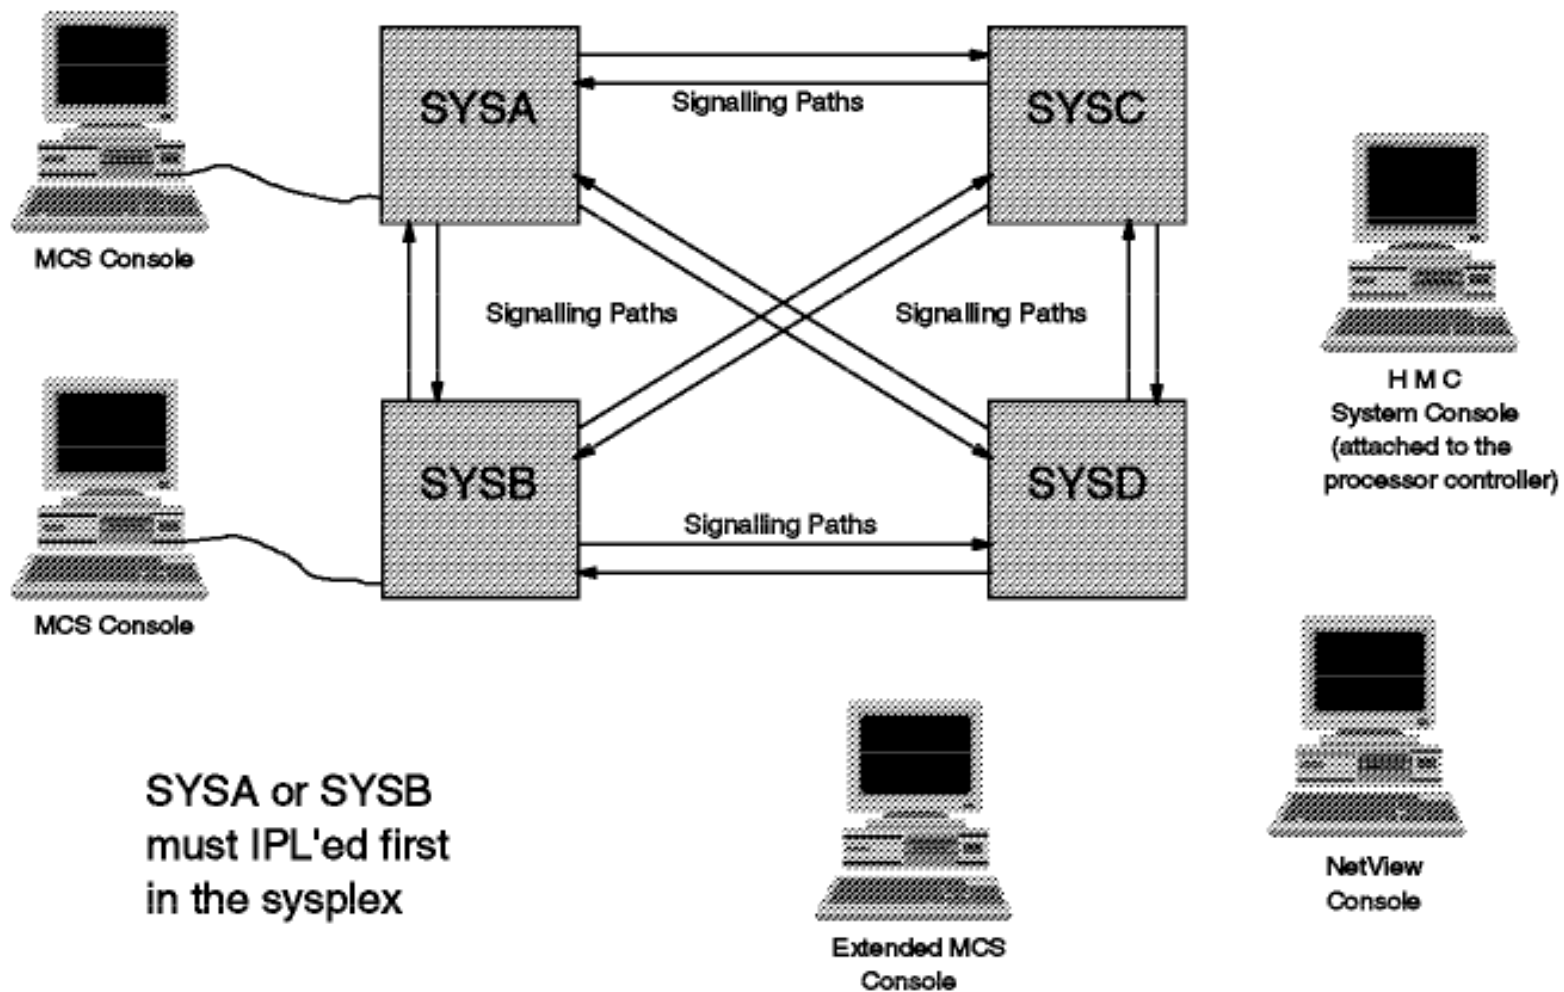 SYSA
SYSC
Signalling Paths
MCS Console
Signalling Paths
Signalling Paths
H M C
System Console
(attached to the
processor controller)
SYSB
SYSD
Signalling Paths
MCS Console
SYSA or SYSB
must IPL'ed first
in the sysplex
Extended MCS
Console
NetView
Console